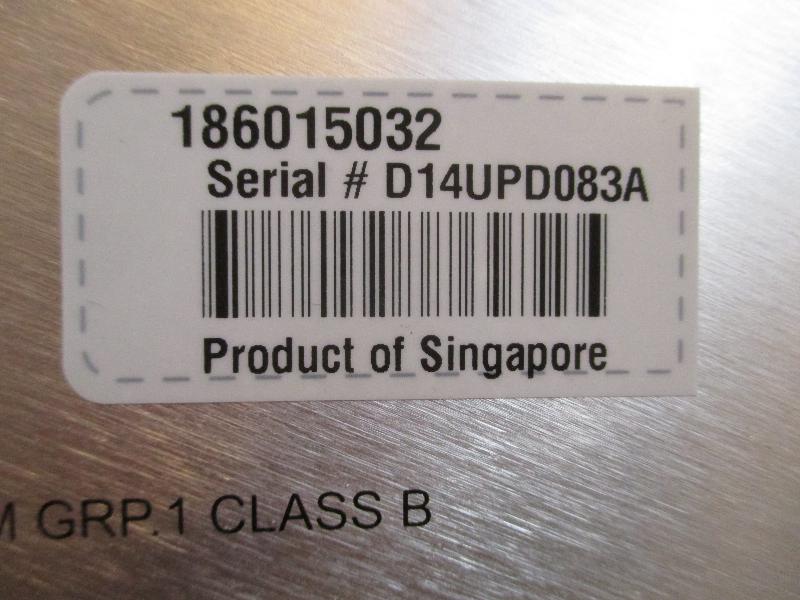 186015032
Serial # D14UPD083A
Product of Singapore
M GRP.1 CLASS B